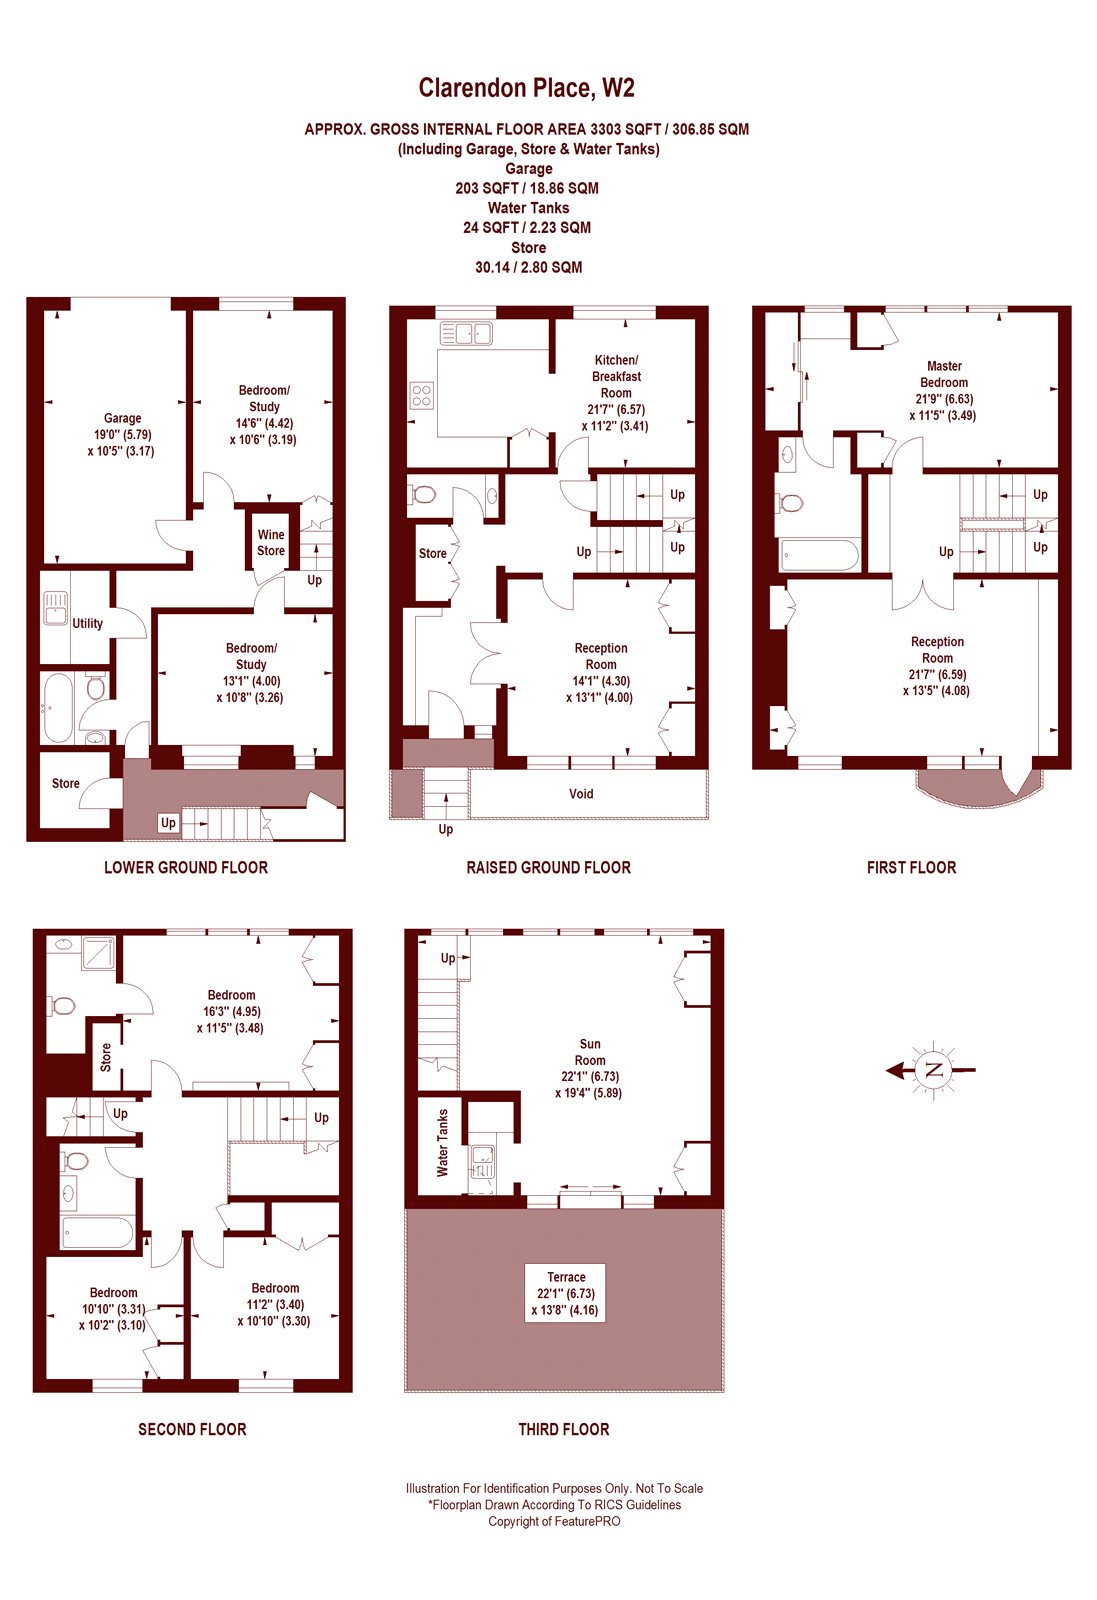 Clarendon Place, W2
APPROX. GROSS INTERNAL FLOOR AREA 3303 SQFT / 306.85 SQM
(Including Garage, Store & Water Tanks)
Garage
203 SQFT / 18.86 SQM
Water Tanks
24 SQFT / 2.23 SQM
Store
30.14 / 2.80 SQM
Garage
19'0" (5.79)
x 10'5" (3.17)
Bedroom/
Study
14'6" (4.42)
x 10'6" (3.19)
Wine
Store
Up
Utility
Bedroom/
Study
13'1" (4.00)
x 10'8" (3.26)
Store
Up
LOWER GROUND FLOOR
Kitchen/
Breakfast
Room
21'7" (6.57)
x 11'2" (3.41)
Up
Store
Up
Up
Reception
Room
14'1" (4.30)
x 13'1" (4.00)
Void
Up
RAISED GROUND FLOOR
Master
Bedroom
21'9" (6.63)
x 11'5" (3.49)
Up
Up
Up
Reception
Room
21'7" (6.59)
x 13'5" (4.08)
FIRST FLOOR
Bedroom
16'3" (4.95)
x 11'5" (3.48)
Store
Up
Up
Bedroom
10'10" (3.31)
x 10'2" (3.10)
Bedroom
11'2" (3.40)
x 10'10" (3.30)
SECOND FLOOR
Up
Sun
Room
22'1" (6.73)
x 19'4" (5.89)
Water Tanks
Terrace
22'1" (6.73)
x 13'8" (4.16)
THIRD FLOOR
N
Illustration For Identification Purposes Only. Not To Scale
*Floorplan Drawn According To RICS Guidelines
Copyright of FeaturePRO